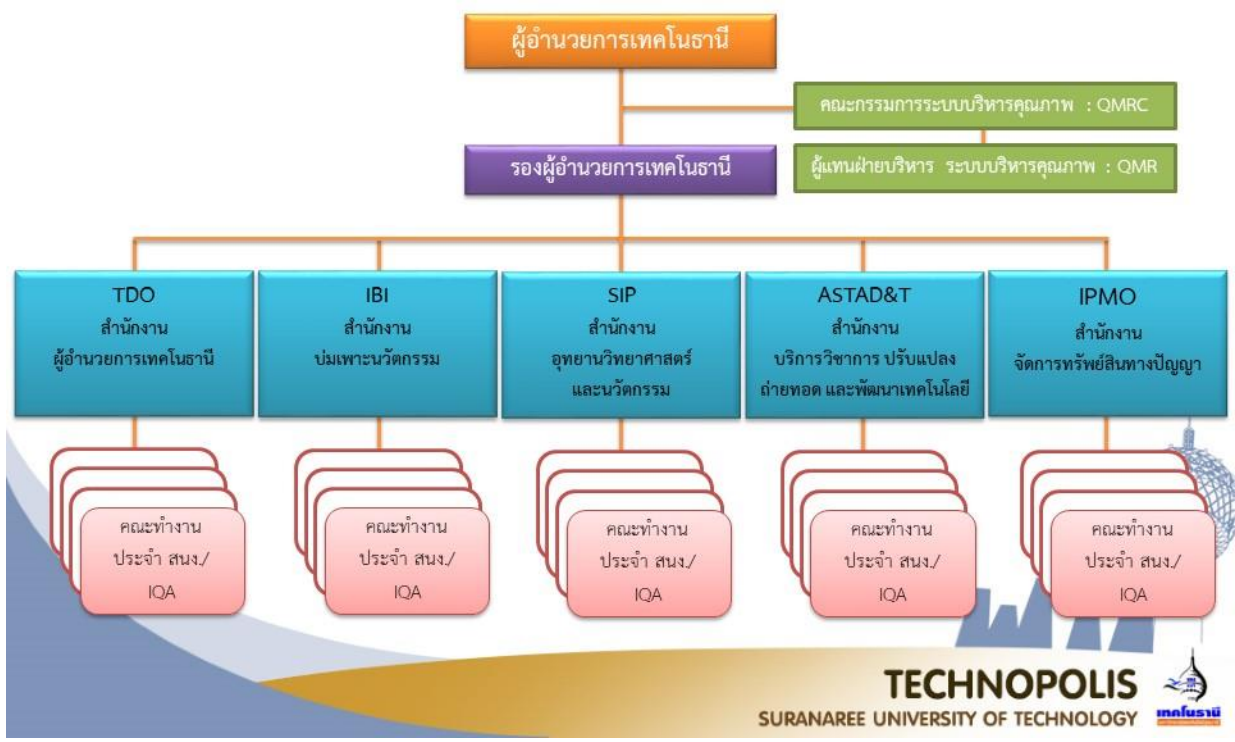 ผู้อำนวยการเทคโนธานี
คณะกรรมการระบบบริหารคุณภาพ : QMRC
รองผู้อำนวยการเทคโนธานี
ผู้แทนฝ่ายบริหาร ระบบบริหารคุณภาพ : QMR
TDO
สำนักงาน
ผู้อำนวยการเทคโนธานี
IBI
สำนักงาน
บ่มเพาะนวัตกรรม
SIP
สำนักงาน
อุทยานวิทยาศาสตร์
และนวัตกรรม
ASTAD&T
สำนักงาน
บริการวิชาการ ปรับแปลง
ถ่ายทอด และพัฒนาเทคโนโลยี
IPMO
สำนักงาน
จัดการทรัพย์สินทางปัญญา
คณะทำงาน
ประจำ สนง./
IQA
คณะทำงาน
ประจำ สนง./
IQA
คณะทำงาน
ประจำ สนง./
IQA
คณะทำงาน
ประจำ สนง./
IQA
คณะทำงาน
ประจำ สนง./
IQA
TECHNOPOLIS
SURANAREE UNIVERSITY OF TECHNOLOGY
เทคโนธานี